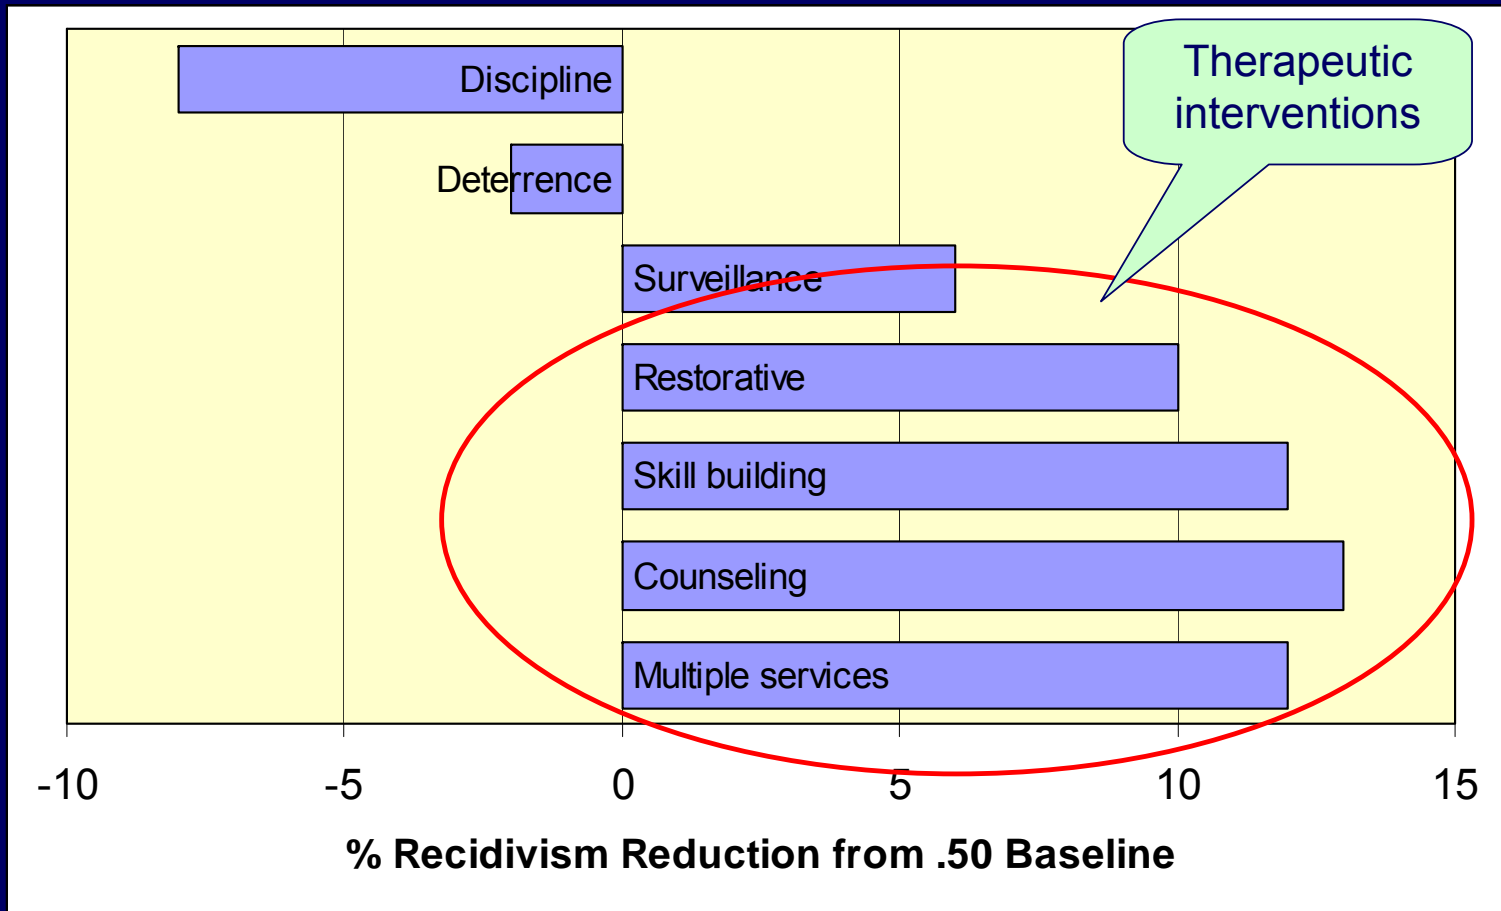 Therapeutic
interventions
Discipline
Deterrence
Surveillance
Restorative
Skill building
Counseling
Multiple services
-10 -5 0 5 10 15
% Recidivism Reduction from .50 Baseline